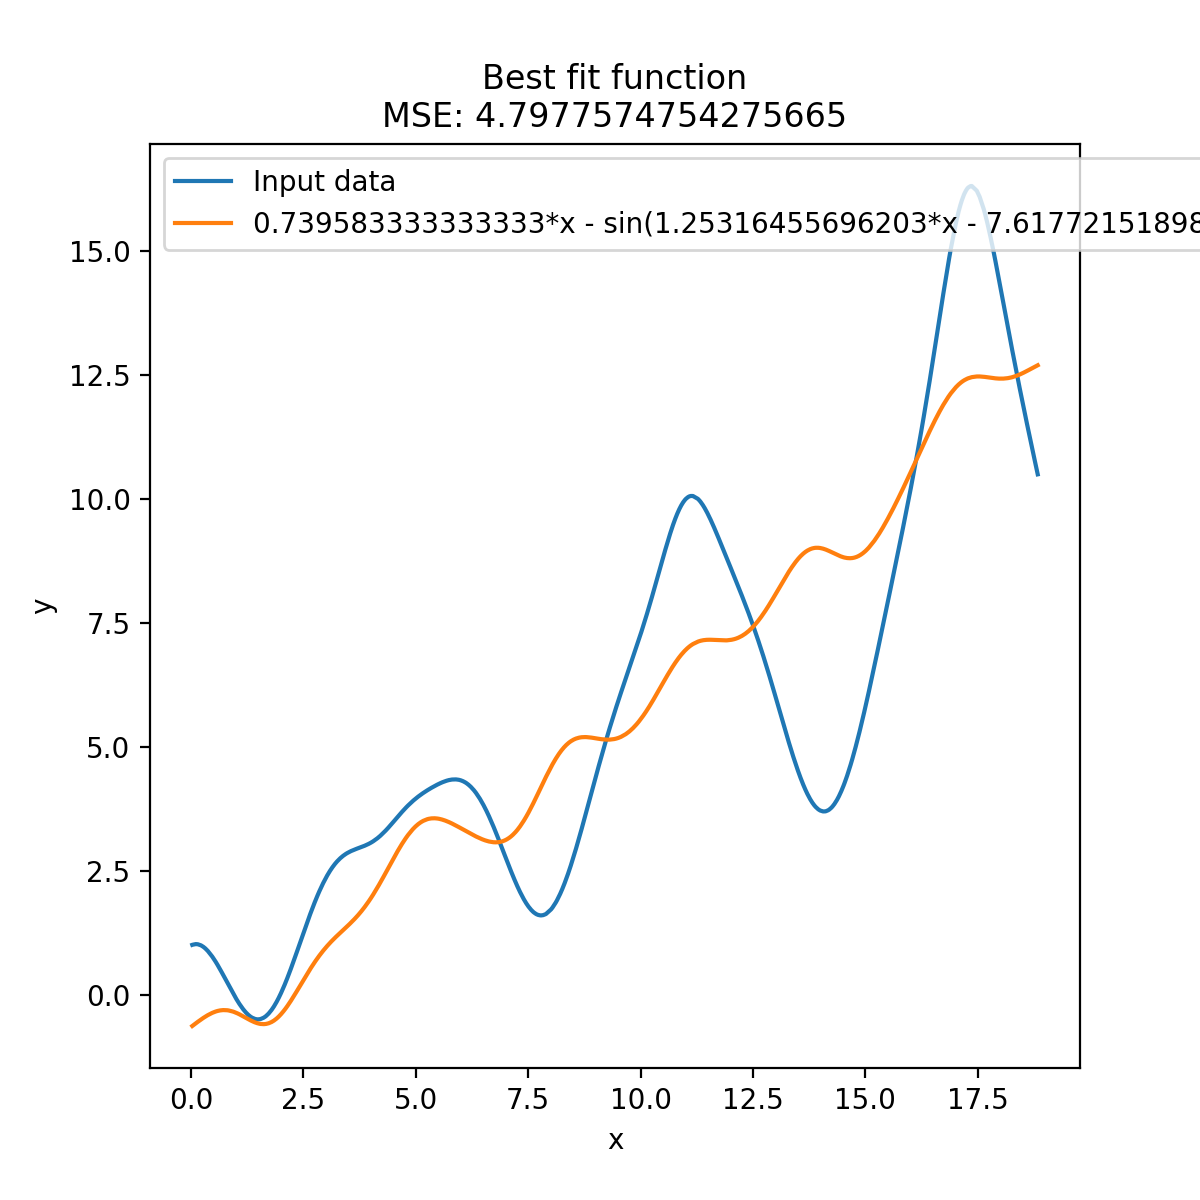 Best fit function
MSE: 4.7977574754275665
Input data
0.739583333333333*x - sin(1.25316455696203*x - 7.61772151898
15.0
12.5
10.0
7.5
5.0
2.5
0.0
y
0.0 2.5 5.0 7.5 10.0 12.5 15.0 17.5
x